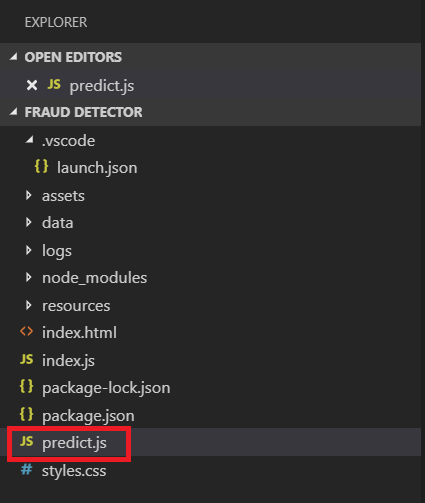 EXPLORER
OPEN EDITORS
JS predict.js
FRAUD DETECTOR
.vscode
{} launch.json
assets
data
logs
node_modules
resources
<> index.html
JS index.js
{} package-lock.json
{} package.json
JS predict.js
# styles.css